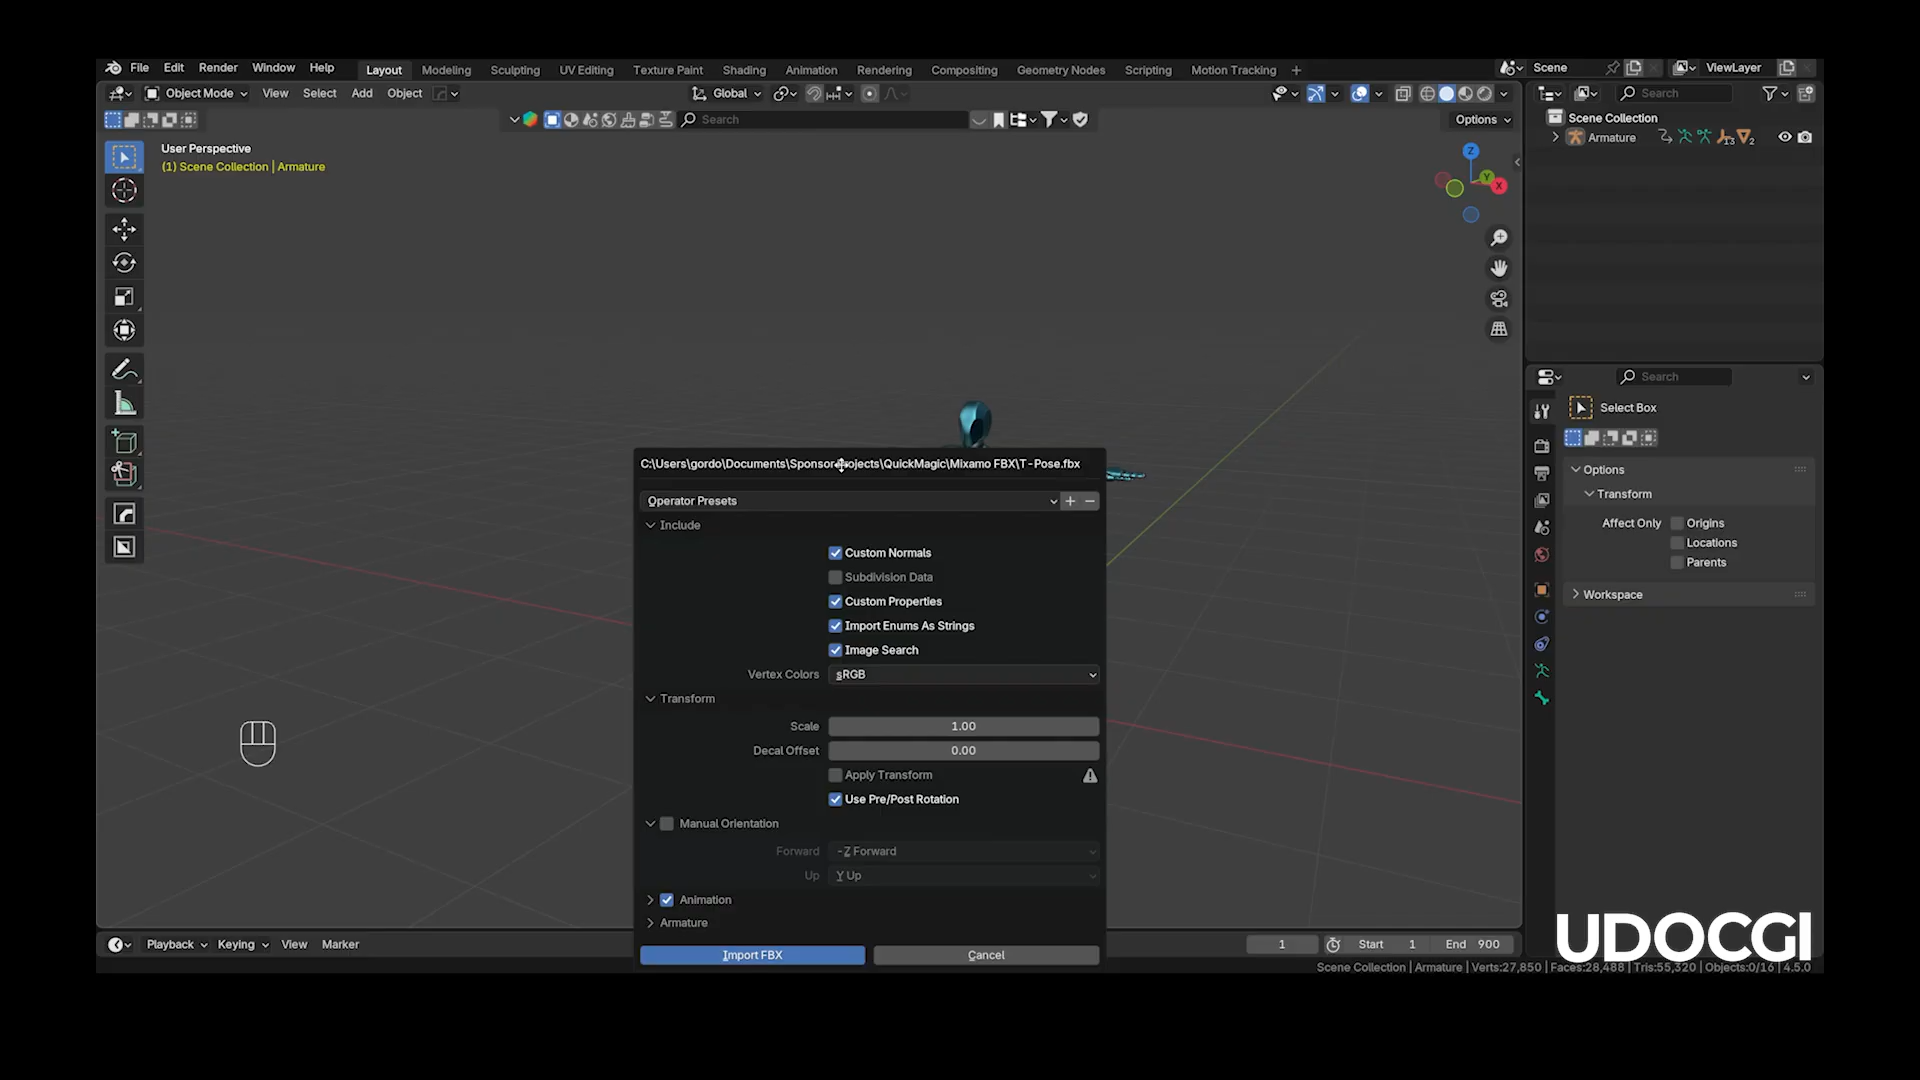 File Edit Render Window Help Layout Modeling Sculpting UV Editing Texture Paint Shading Animation Rendering Compositing Geometry Nodes Scripting Motion Tracking + Scene ViewLayer
Object Mode View Select Add Object Global Search
Search Options
User Perspective
(1) Scene Collection | Armature
Z
Y
X
Scene Collection
Armature 13 2
Search
Select Box
Options
Transform
Affect Only Origins
Locations
Parents
Workspace
C:\Users\gordo\Documents\Sponsor Projects\QuickMagic\Mixamo FBX\T-Pose.fbx
Operator Presets
Include
Custom Normals
Subdivision Data
Custom Properties
Import Enums As Strings
Image Search
Vertex Colors sRGB
Transform
Scale 1.00
Decal Offset 0.00
Apply Transform
Use Pre/Post Rotation
Manual Orientation
Forward -Z Forward
Up Y Up
Animation
Armature
Import FBX Cancel
Playback Keying View Marker 1 Start 1 End 900
UDOCGI
Scene Collection | Armature | Verts:27,850 | Faces:28,488 | Tris:55,320 | Objects:0/16 | 4.5.0